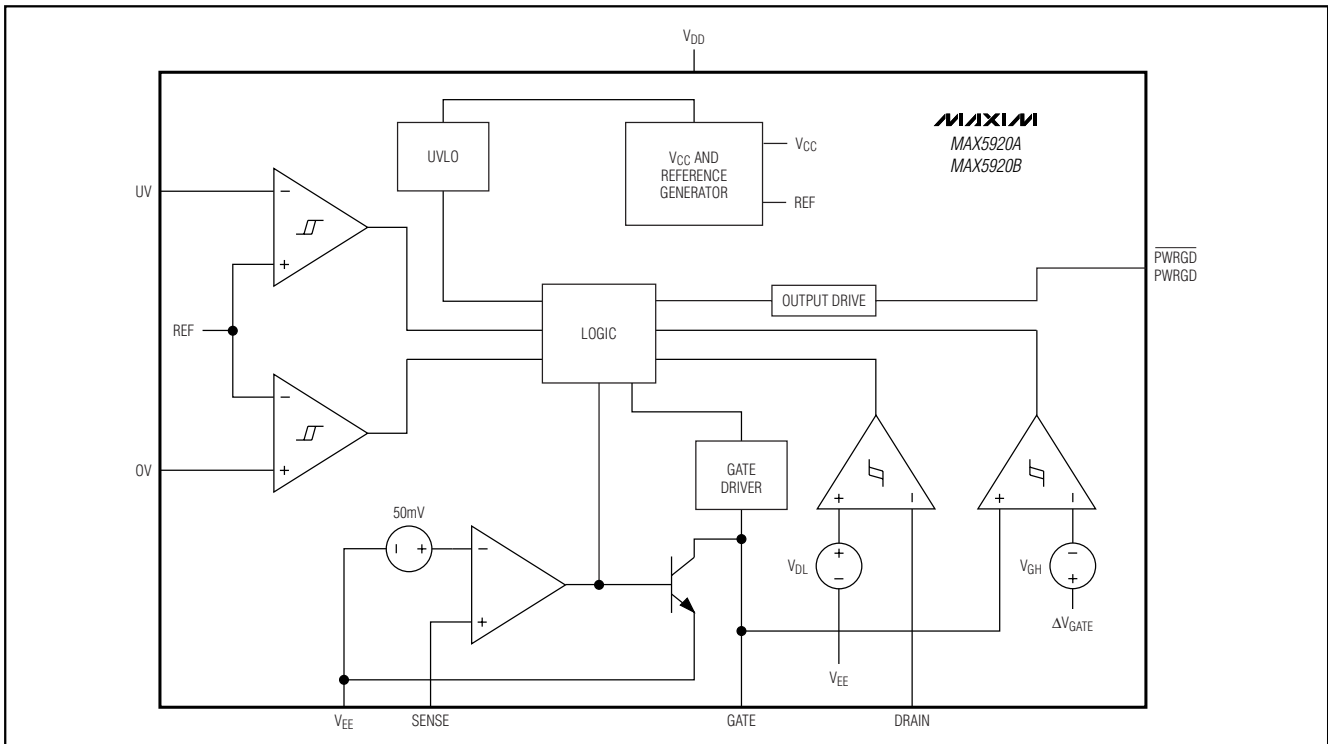 VDD
MAXIM
MAX5920A
MAX5920B
UVLO
VCC AND
REFERENCE
GENERATOR
VCC
REF
UV
−
+
REF
−
+
OV
PWRGD
PWRGD
OUTPUT DRIVE
LOGIC
GATE
DRIVER
50mV
− +
−
+
+ −
+ −
VDL
+
−
VGH
−
+
ΔVGATE
VEE
VEE
SENSE
GATE
DRAIN